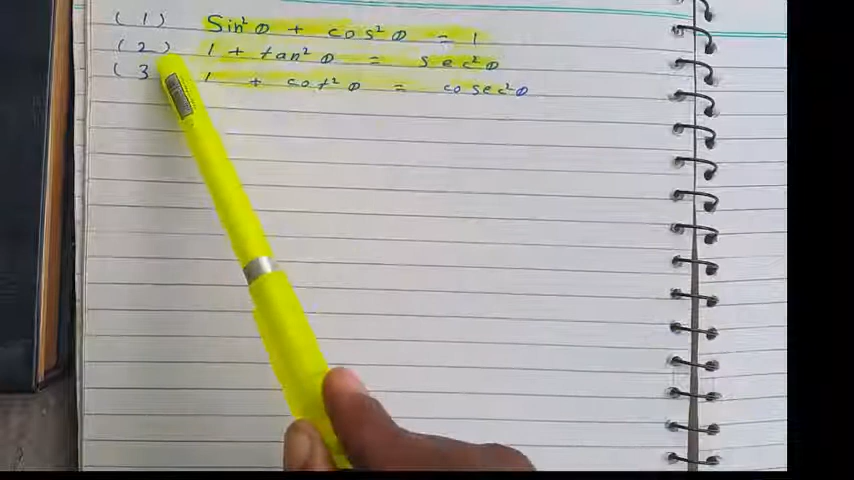 (1) Sin²θ + cos²θ = 1
(2) 1 + tan²θ = sec²θ
(3 1 + cot²θ = cosec²θ